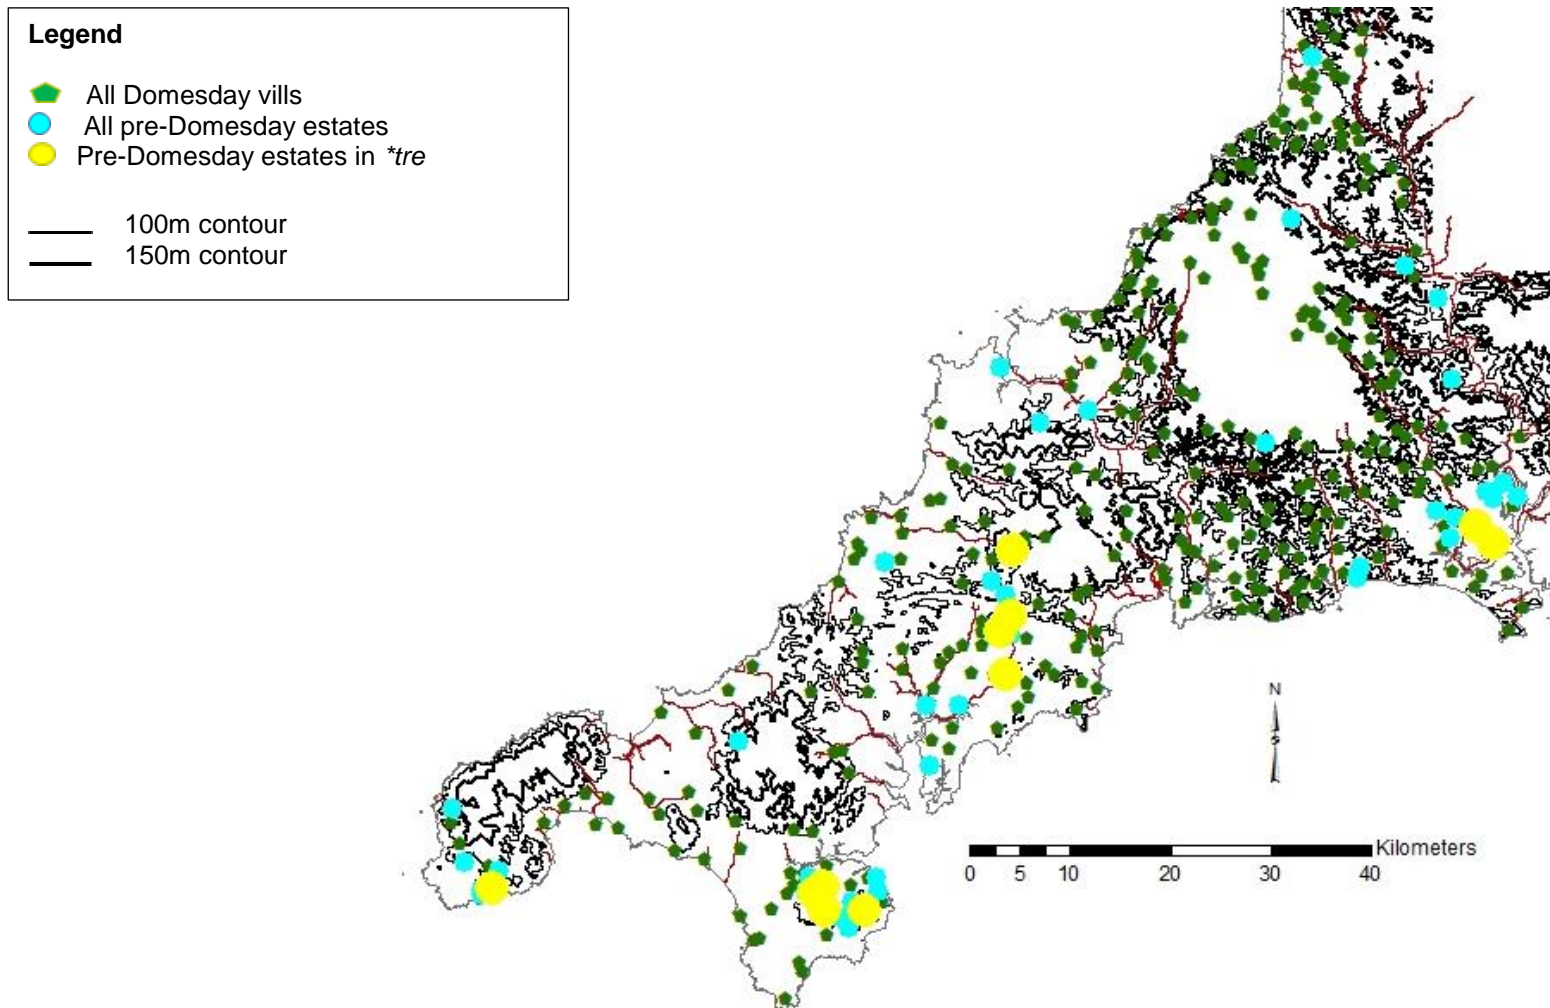 Legend
All Domesday vills
All pre-Domesday estates
Pre-Domesday estates in *tre
100m contour
150m contour
N
S
Kilometers
0 5 10 20 30 40